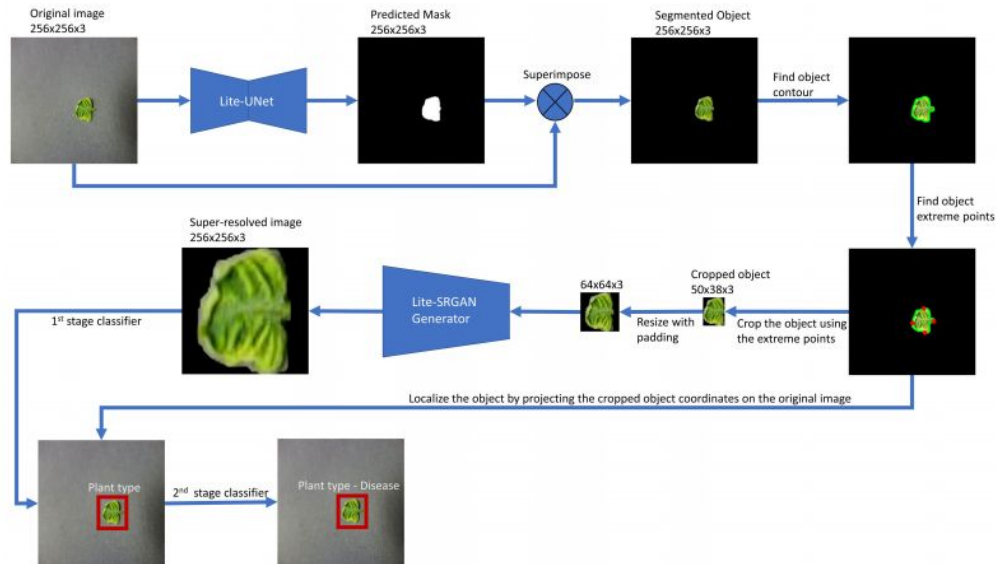 Original image
256x256x3
Predicted Mask
256x256x3
Segmented Object
256x256x3
Lite-UNet
Superimpose
Find object
contour
Find object
extreme points
Super-resolved image
256x256x3
Lite-SRGAN
Generator
64x64x3
Cropped object
50x38x3
Resize with
padding
Crop the object using
the extreme points
1st stage classifier
Localize the object by projecting the cropped object coordinates on the original image
Plant type
2nd stage classifier
Plant type - Disease